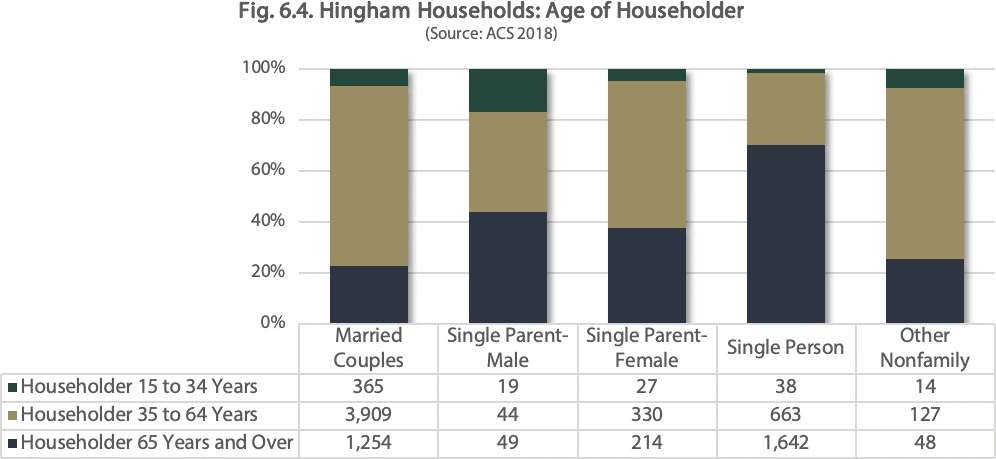 Fig. 6.4. Hingham Households: Age of Householder
(Source: ACS 2018)
100%
80%
60%
40%
20%
0%
Married Couples Single Parent-Male Single Parent-Female Single Person Other Nonfamily
Householder 15 to 34 Years 365 19 27 38 14
Householder 35 to 64 Years 3,909 44 330 663 127
Householder 65 Years and Over 1,254 49 214 1,642 48